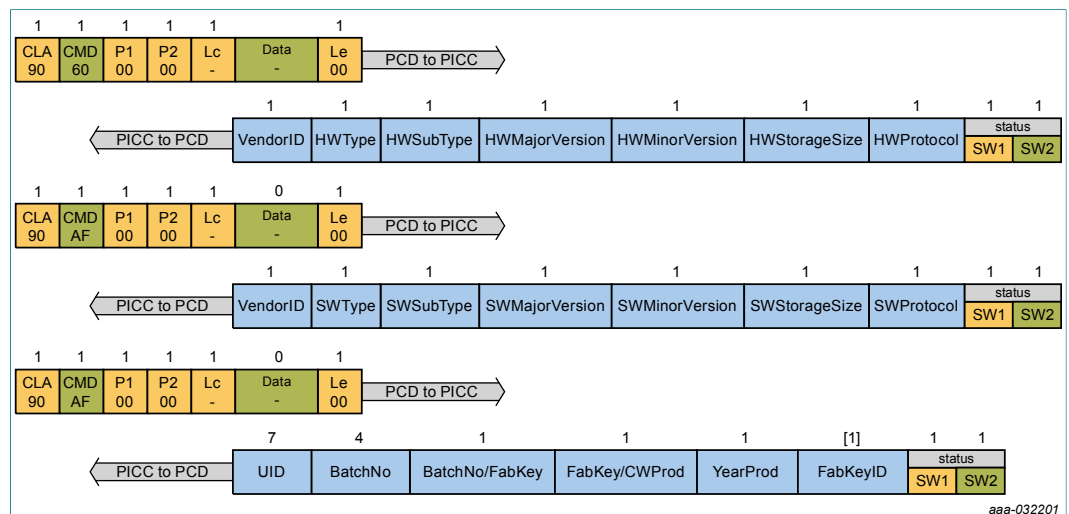 1 1 1 1 1 1
CLA CMD P1 P2 Lc Data Le
90 60 00 00 - - 00
PCD to PICC
1 1 1 1 1 1 1 1 1
PICC to PCD VendorID HWType HWSubType HWMajorVersion HWMinorVersion HWStorageSize HWProtocol status
SW1 SW2
1 1 1 1 1 0 1
CLA CMD P1 P2 Lc Data Le
90 AF 00 00 - - 00
PCD to PICC
1 1 1 1 1 1 1 1 1
PICC to PCD VendorID SWType SWSubType SWMajorVersion SWMinorVersion SWStorageSize SWProtocol status
SW1 SW2
1 1 1 1 1 0 1
CLA CMD P1 P2 Lc Data Le
90 AF 00 00 - - 00
PCD to PICC
7 4 1 1 1 [1] 1 1
PICC to PCD UID BatchNo BatchNo/FabKey FabKey/CWProd YearProd FabKeyID status
SW1 SW2
aaa-032201